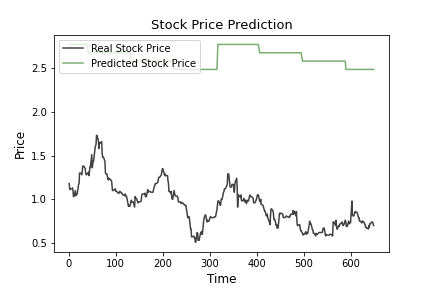 Stock Price Prediction
Real Stock Price
Predicted Stock Price
2.5
2.0
1.5
1.0
0.5
Price
0 100 200 300 400 500 600
Time